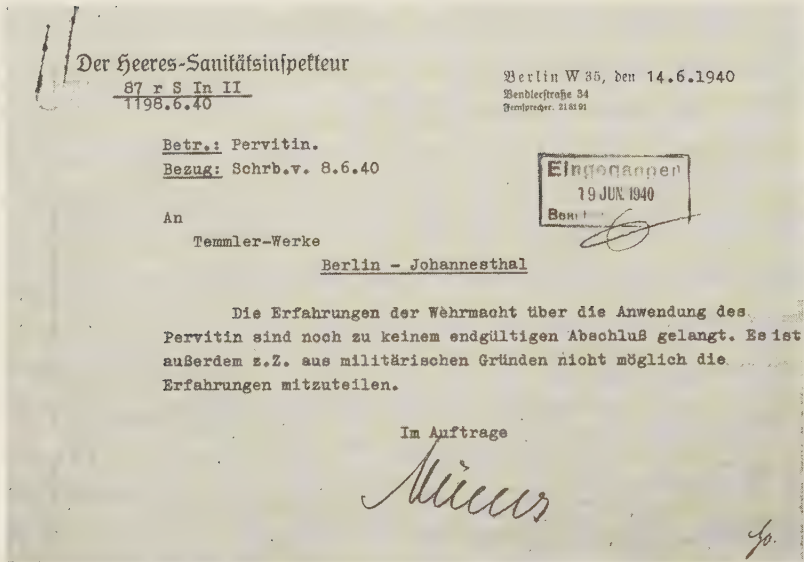 Der Heeres-Sanitätsinspekteur
87 r S In II
1198.6.40
Berlin W 35, den 14.6.1940
Bendlerstraße 34
Fernsprecher: 218191
Betr.: Pervitin.
Bezug: Schrb.v. 8.6.40
Eingegangen
19 JUN. 1940
An
Temmler-Werke
Berlin - Johannesthal
Die Erfahrungen der Wehrmacht über die Anwendung des
Pervitin sind noch zu keinem endgültigen Abschluß gelangt. Es ist
außerdem z.Z. aus militärischen Gründen nicht möglich die
Erfahrungen mitzuteilen.
Im Auftrage